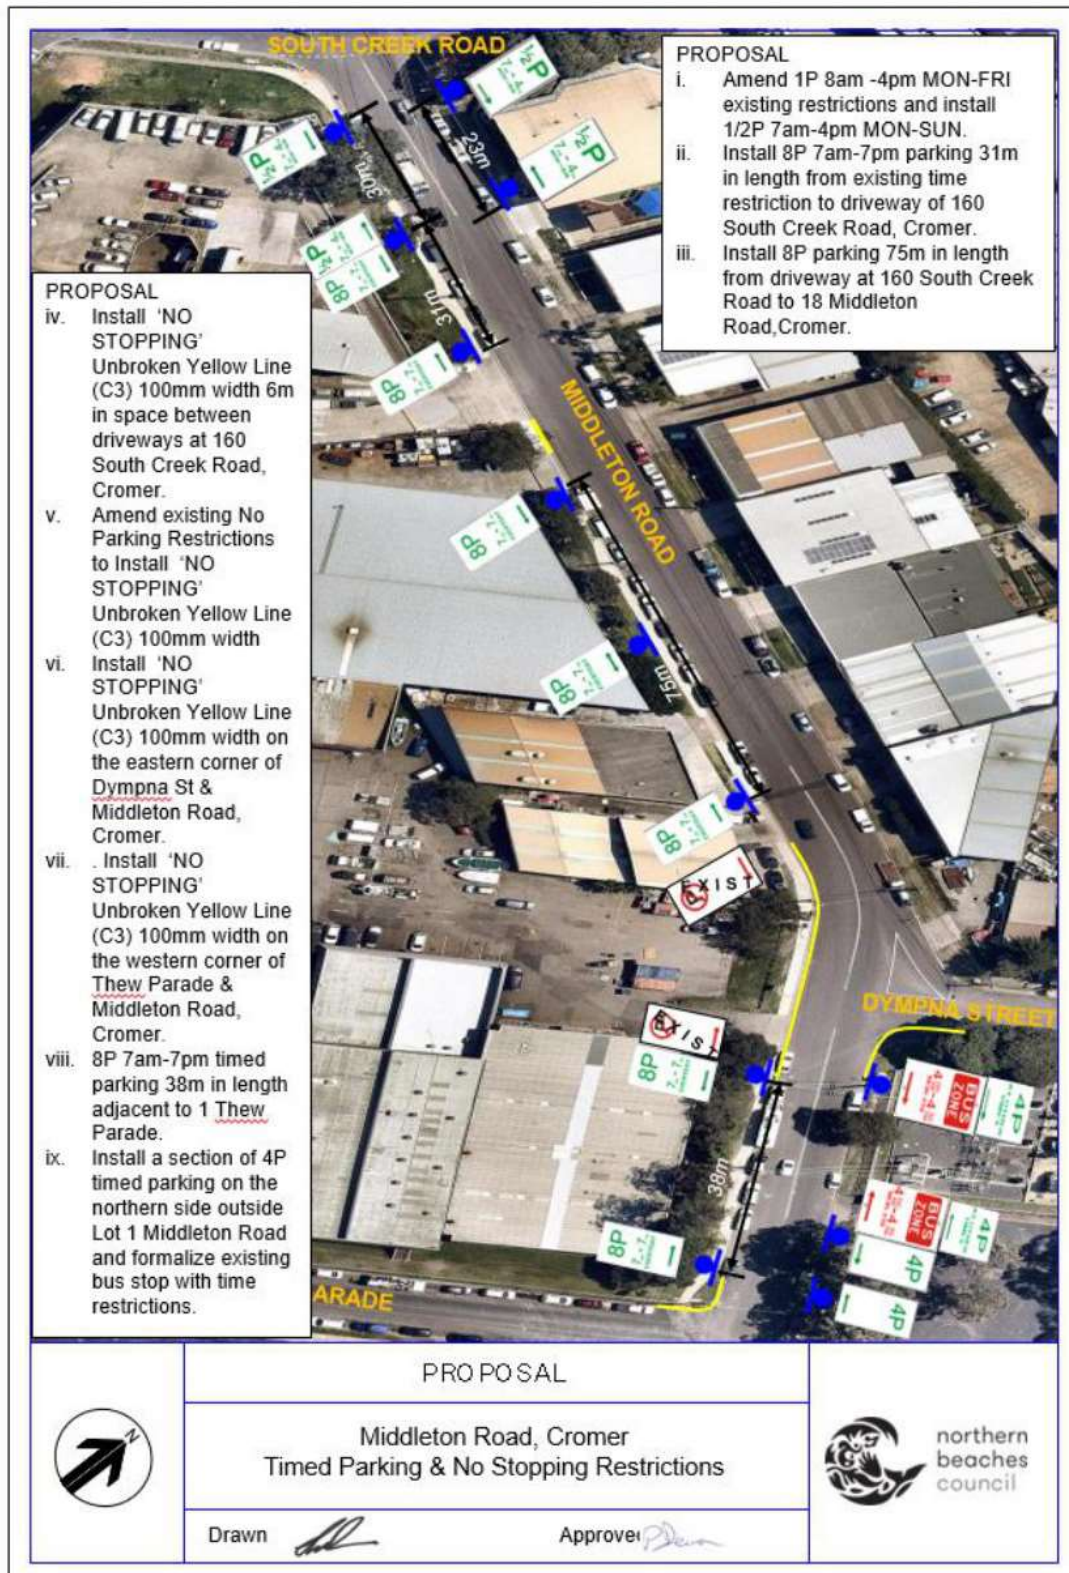 SOUTH CREEK ROAD
PROPOSAL
i. Amend 1P 8am -4pm MON-FRI
existing restrictions and install
1/2P 7am-4pm MON-SUN.
ii. Install 8P 7am-7pm parking 31m
in length from existing time
restriction to driveway of 160
South Creek Road, Cromer.
iii. Install 8P parking 75m in length
from driveway at 160 South Creek
Road to 18 Middleton
Road,Cromer.
½P
½P
½P
23m
30m
½P
8P
31m
8P
PROPOSAL
iv. Install ‘NO
STOPPING’
Unbroken Yellow Line
(C3) 100mm width 6m
in space between
driveways at 160
South Creek Road,
Cromer.
v. Amend existing No
Parking Restrictions
to Install ‘NO
STOPPING’
Unbroken Yellow Line
(C3) 100mm width
vi. Install ‘NO
STOPPING’
Unbroken Yellow Line
(C3) 100mm width on
the eastern corner of
Dympna St &
Middleton Road,
Cromer.
vii. . Install ‘NO
STOPPING’
Unbroken Yellow Line
(C3) 100mm width on
the western corner of
Thew Parade &
Middleton Road,
Cromer.
viii. 8P 7am-7pm timed
parking 38m in length
adjacent to 1 Thew
Parade.
ix. Install a section of 4P
timed parking on the
northern side outside
Lot 1 Middleton Road
and formalize existing
bus stop with time
restrictions.
MIDDLETON ROAD
8P
8P
75m
8P
EXIST
DYMPNA STREET
EXIST
8P
38m
BUS
ZONE
4P
BUS
ZONE
4P
4P
4P
8P
ARADE
PROPOSAL
N
Middleton Road, Cromer
Timed Parking & No Stopping Restrictions
northern
beaches
council
Drawn
Approve